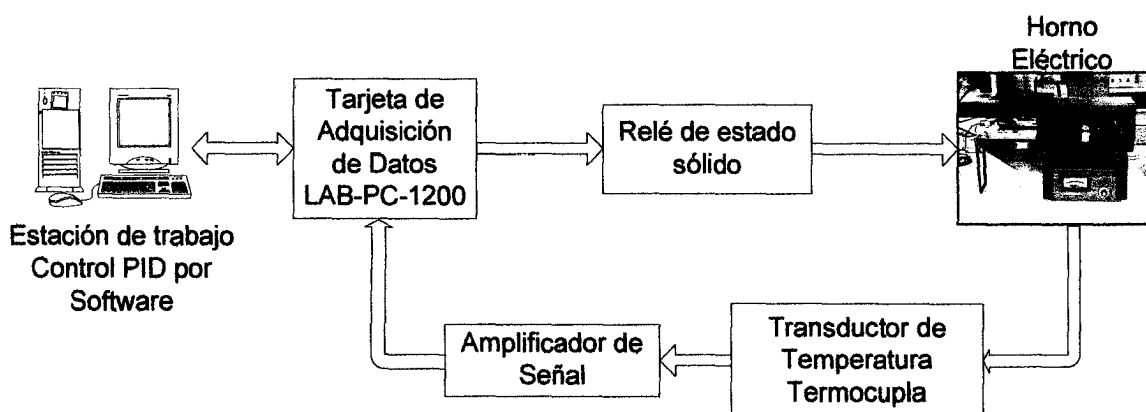 Horno
Eléctrico
Tarjeta de
Adquisición
de Datos
LAB-PC-1200
Relé de estado
sólido
Estación de trabajo
Control PID por
Software
Amplificador de
Señal
Transductor de
Temperatura
Termocupla